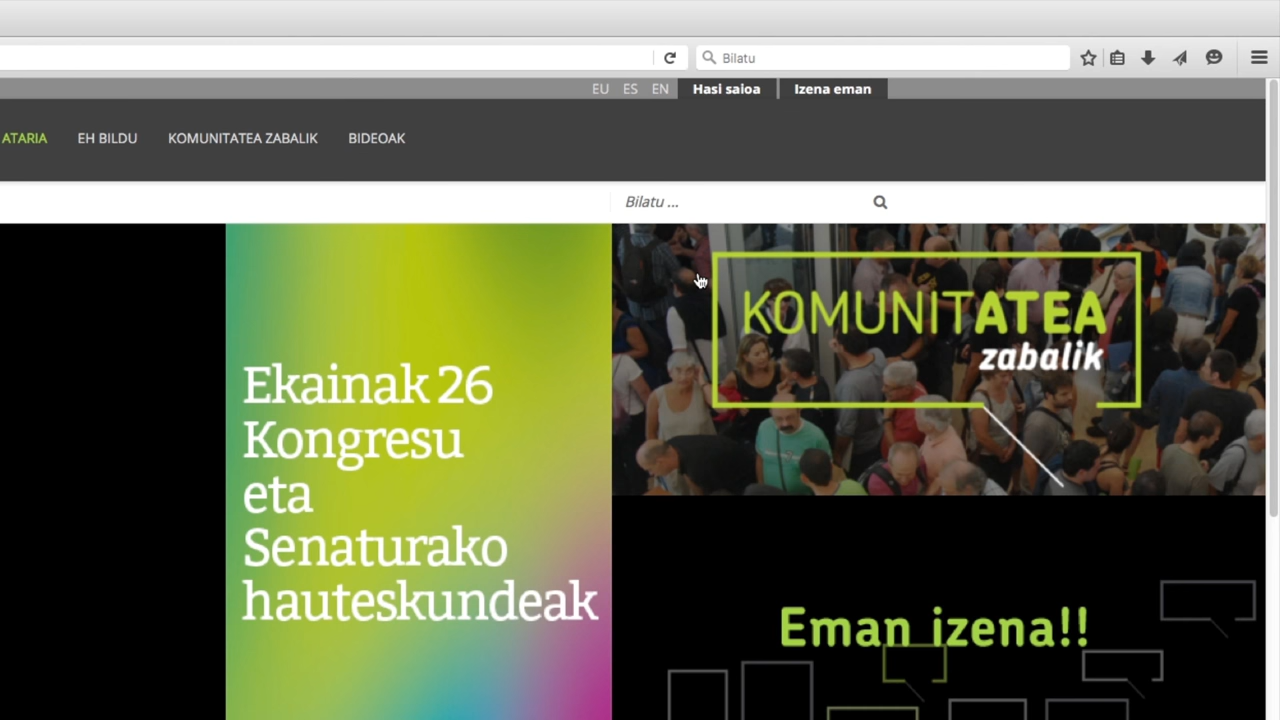 Bilatu
EU ES EN Hasi saioa Izena eman
ATARIA EH BILDU KOMUNITATEA ZABALIK BIDEOAK
Bilatu ...
KOMUNITATEA
zabalik
Ekainak 26
Kongresu
eta
Senaturako
hauteskundeak
Eman izena!!